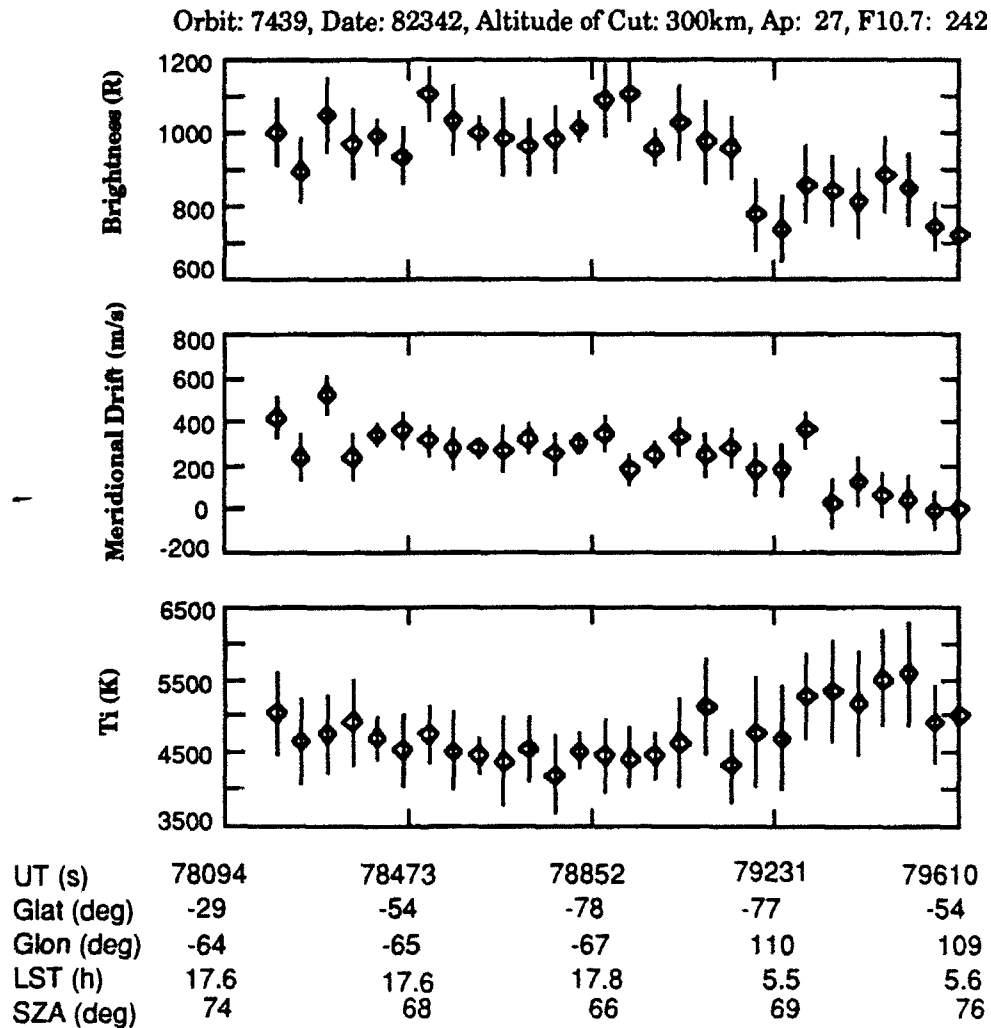 Orbit: 7439, Date: 82342, Altitude of Cut: 300km, Ap: 27, F10.7: 242
Brightness (R)
1200
1000
800
600
Meridional Drift (m/s)
800
600
400
200
0
-200
Ti (K)
6500
5500
4500
3500
UT (s) 78094 78473 78852 79231 79610
Glat (deg) -29 -54 -78 -77 -54
Glon (deg) -64 -65 -67 110 109
LST (h) 17.6 17.6 17.8 5.5 5.6
SZA (deg) 74 68 66 69 76